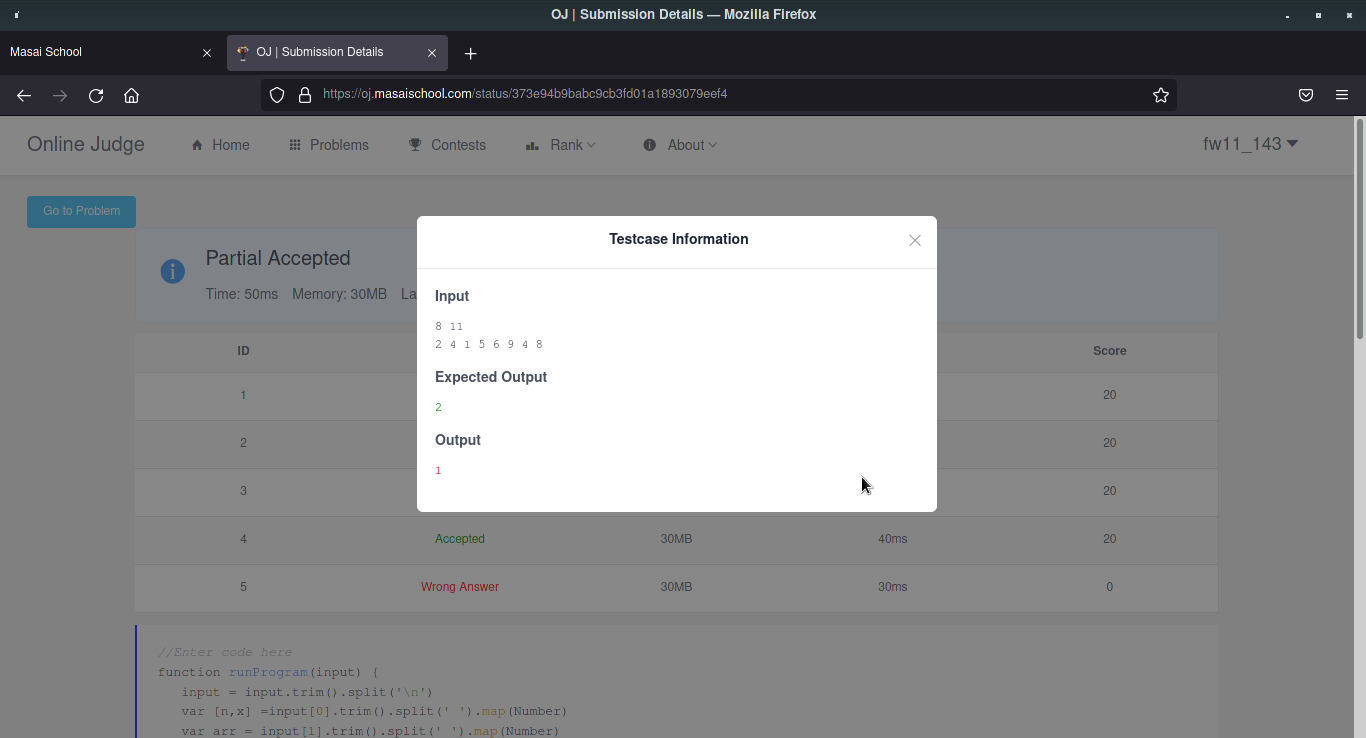 OJ | Submission Details — Mozilla Firefox
Masai School
OJ | Submission Details
https://oj.masaischool.com/status/373e94b9babc9cb3fd01a1893079eef4
Online Judge
Home
Problems
Contests
Rank
About
fw11_143
Go to Problem
Partial Accepted
Time: 50ms Memory: 30MB La
Testcase Information
Input
8 11
2 4 1 5 6 9 4 8
Expected Output
2
Output
1
ID
Score
1
20
2
20
3
20
4 Accepted 30MB 40ms 20
5 Wrong Answer 30MB 30ms 0
//Enter code here
function runProgram(input) {
input = input.trim().split('\n')
var [n,x] =input[0].trim().split(' ').map(Number)
var arr = input[1].trim().split(' ').map(Number)